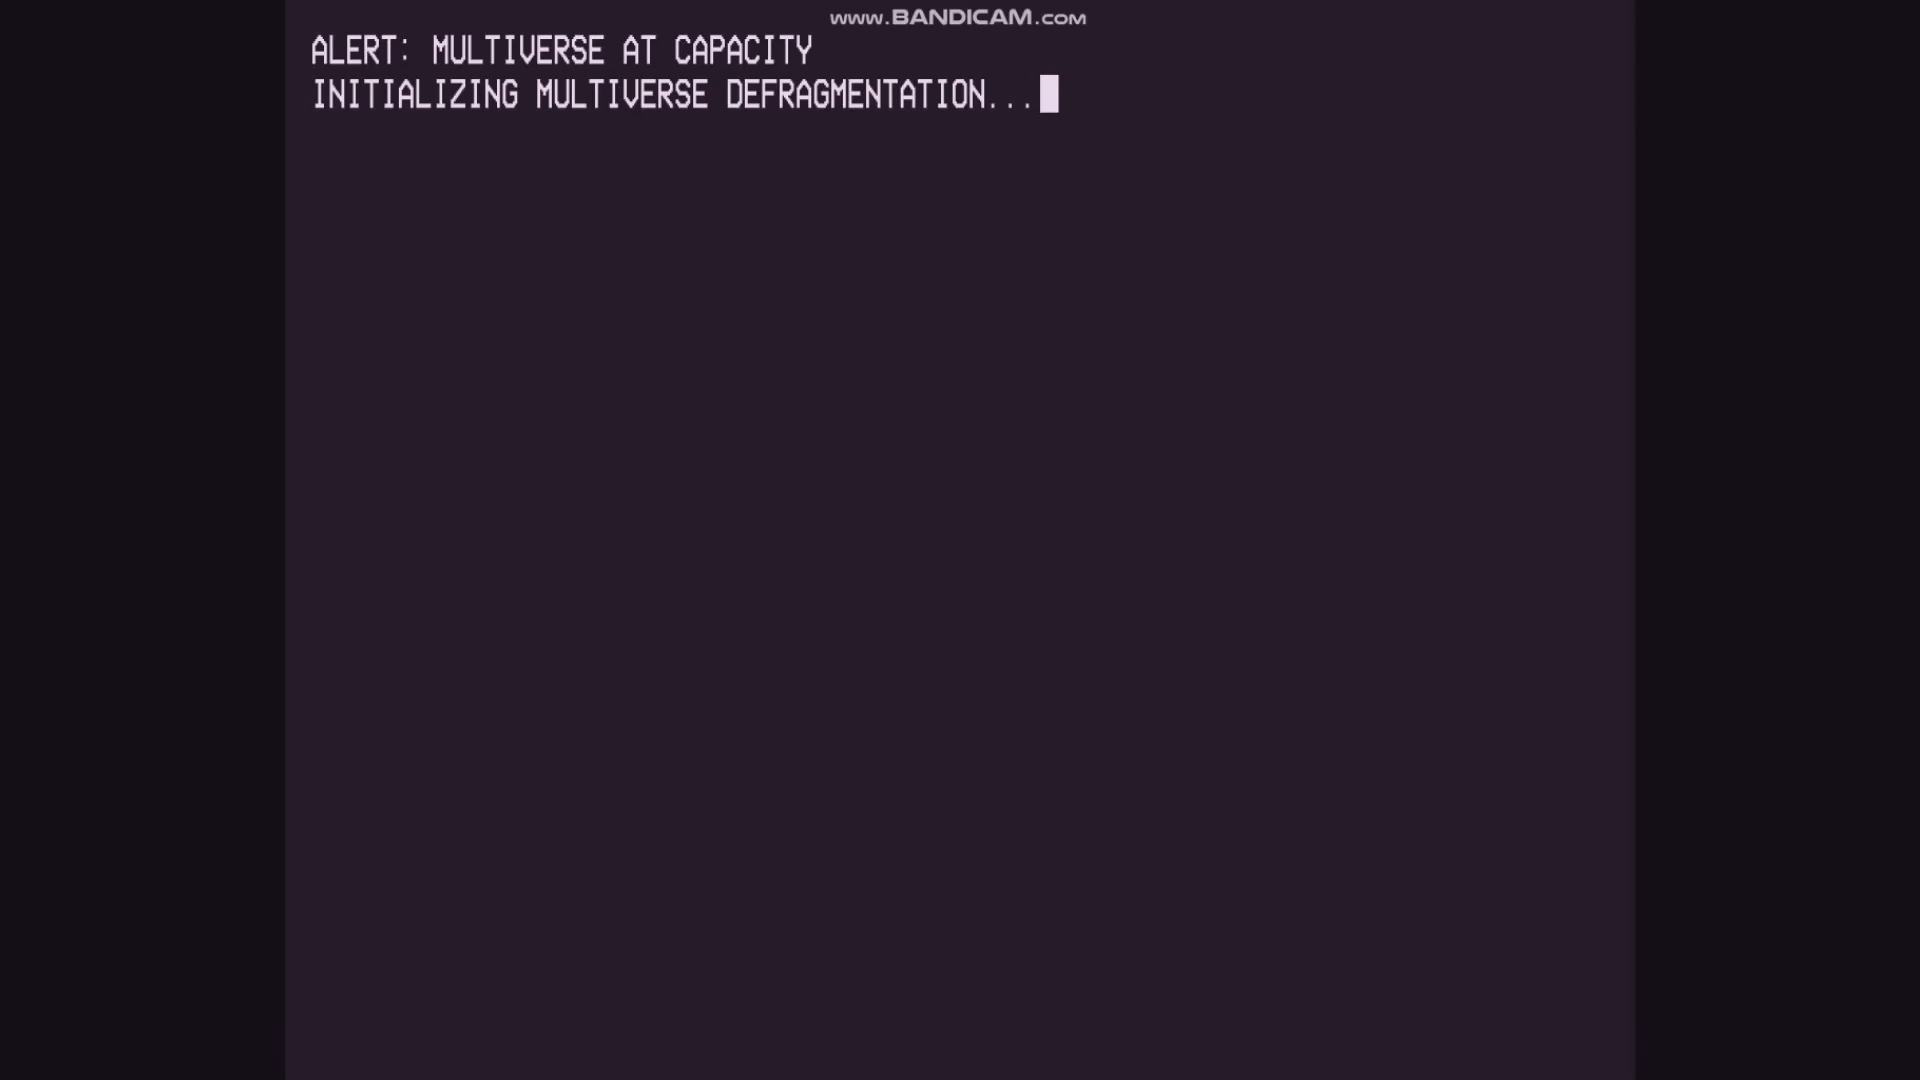 www.BANDICAM.com
ALERT: MULTIVERSE AT CAPACITY
INITIALIZING MULTIVERSE DEFRAGMENTATION...